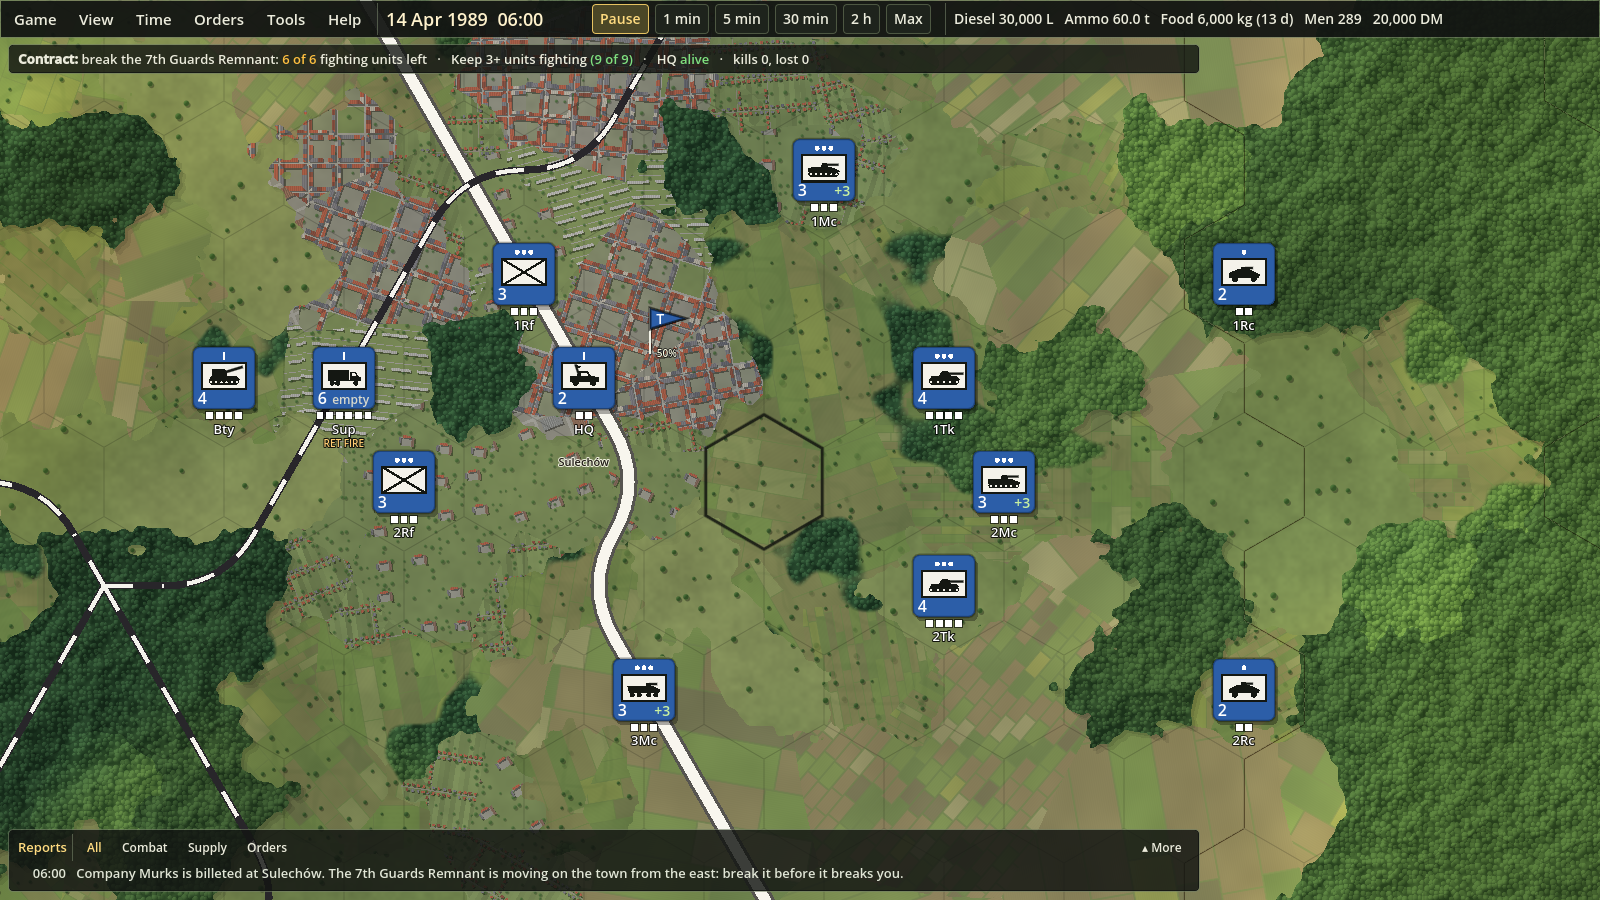 Game View Time Orders Tools Help 14 Apr 1989 06:00 Pause 1 min 5 min 30 min 2 h Max Diesel 30,000 L Ammo 60.0 t Food 6,000 kg (13 d) Men 289 20,000 DM
Contract: break the 7th Guards Remnant: 6 of 6 fighting units left · Keep 3+ units fighting (9 of 9) · HQ alive · kills 0, lost 0
3 +3
1Mc
3
1Rf
2
1Rc
T
50%
4
Bty
6 empty
Sup
RET FIRE
2
HQ
4
1Tk
Sulechów
3
2Rf
3 +3
2Mc
4
2Tk
3 +3
3Mc
2
2Rc
Reports All Combat Supply Orders ▴ More
06:00 Company Murks is billeted at Sulechów. The 7th Guards Remnant is moving on the town from the east: break it before it breaks you.